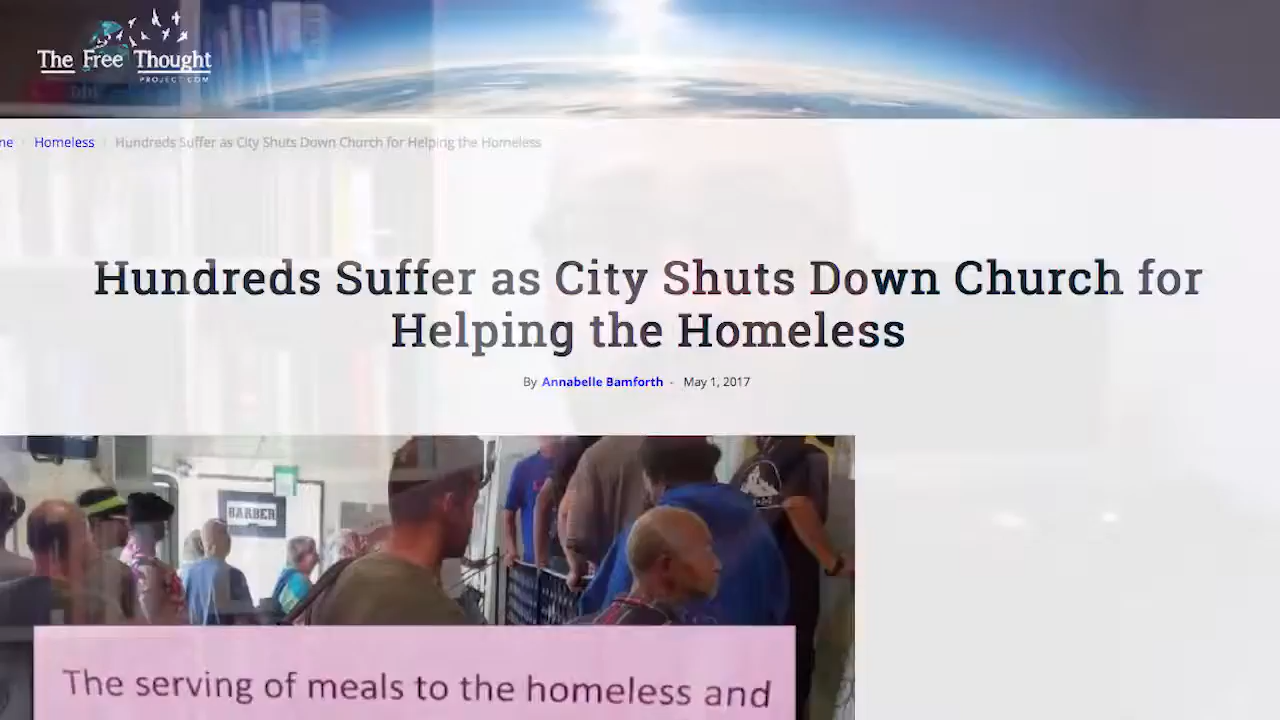 The Free Thought
PROJECT.COM
ne Homeless Hundreds Suffer as City Shuts Down Church for Helping the Homeless
Hundreds Suffer as City Shuts Down Church for
Helping the Homeless
By Annabelle Bamforth - May 1, 2017
BARBER
The serving of meals to the homeless and